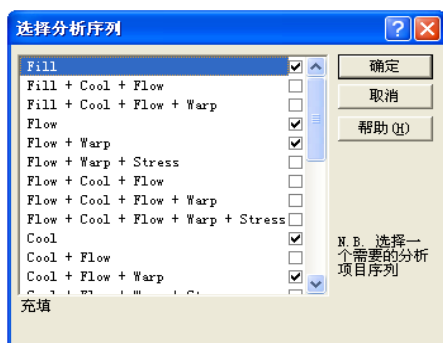 选择分析序列
Fill
Fill + Cool + Flow
Fill + Cool + Flow + Warp
Flow
Flow + Warp
Flow + Warp + Stress
Flow + Cool + Flow
Flow + Cool + Flow + Warp
Flow + Cool + Flow + Warp + Stress
Cool
Cool + Flow
Cool + Flow + Warp
确定
取消
帮助(H)
N.B. 选择一
个需要的分析
项目序列
充填